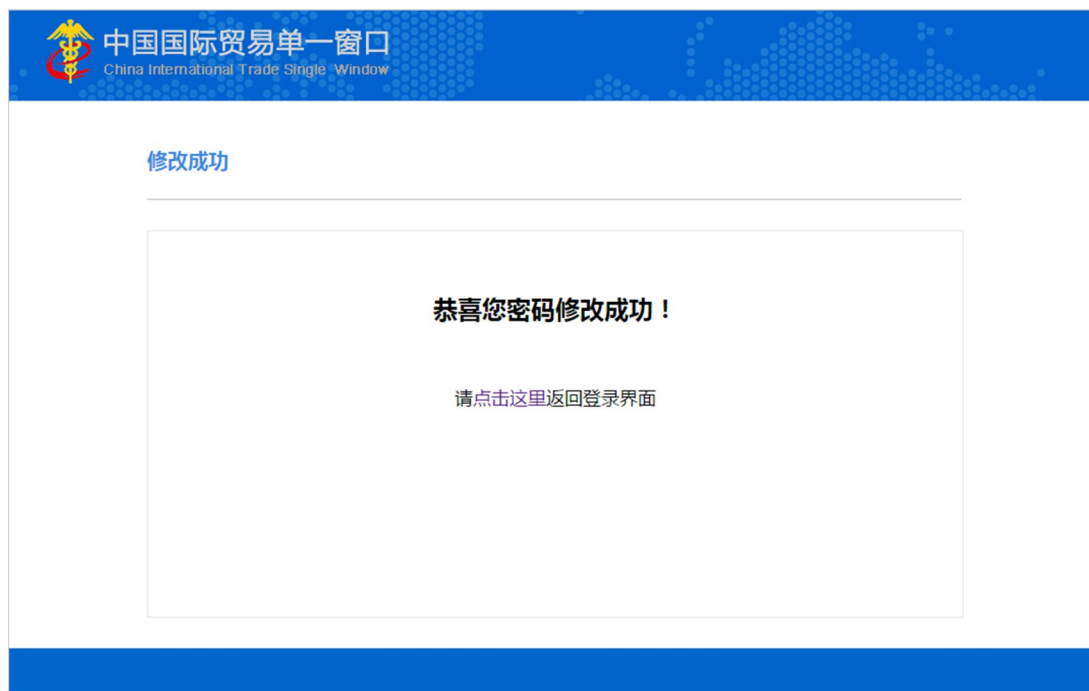 中国国际贸易单一窗口
China International Trade Single Window
修改成功
恭喜您密码修改成功！
请点击这里返回登录界面